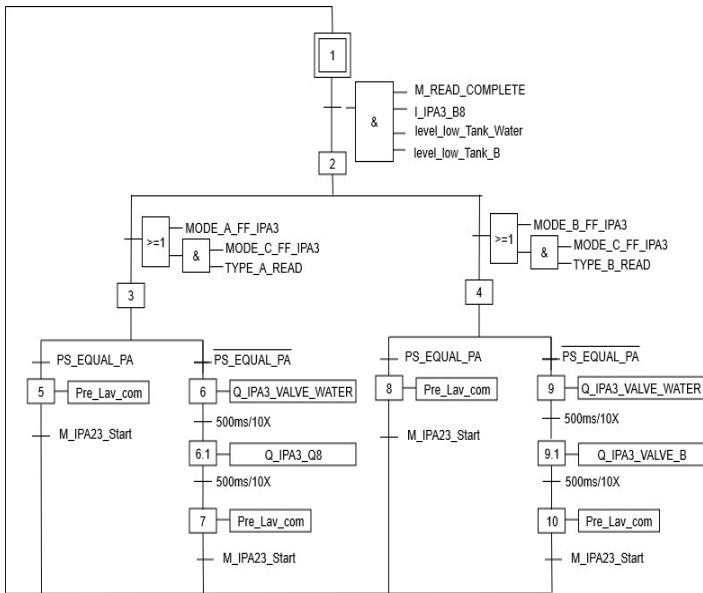 1
M_READ_COMPLETE
I_IPA3_B8
&
level_low_Tank_Water
level_low_Tank_B
2
MODE_A_FF_IPA3
>=1
MODE_C_FF_IPA3
&
TYPE_A_READ
MODE_B_FF_IPA3
>=1
MODE_C_FF_IPA3
&
TYPE_B_READ
3
4
PS_EQUAL_PA
PS_EQUAL_PA
PS_EQUAL_PA
PS_EQUAL_PA
5
Pre_Lav_com
6
Q_IPA3_VALVE_WATER
8
Pre_Lav_com
9
Q_IPA3_VALVE_WATER
500ms/10X
500ms/10X
M_IPA23_Start
M_IPA23_Start
6.1
Q_IPA3_Q8
9.1
Q_IPA3_VALVE_B
500ms/10X
500ms/10X
7
Pre_Lav_com
10
Pre_Lav_com
M_IPA23_Start
M_IPA23_Start